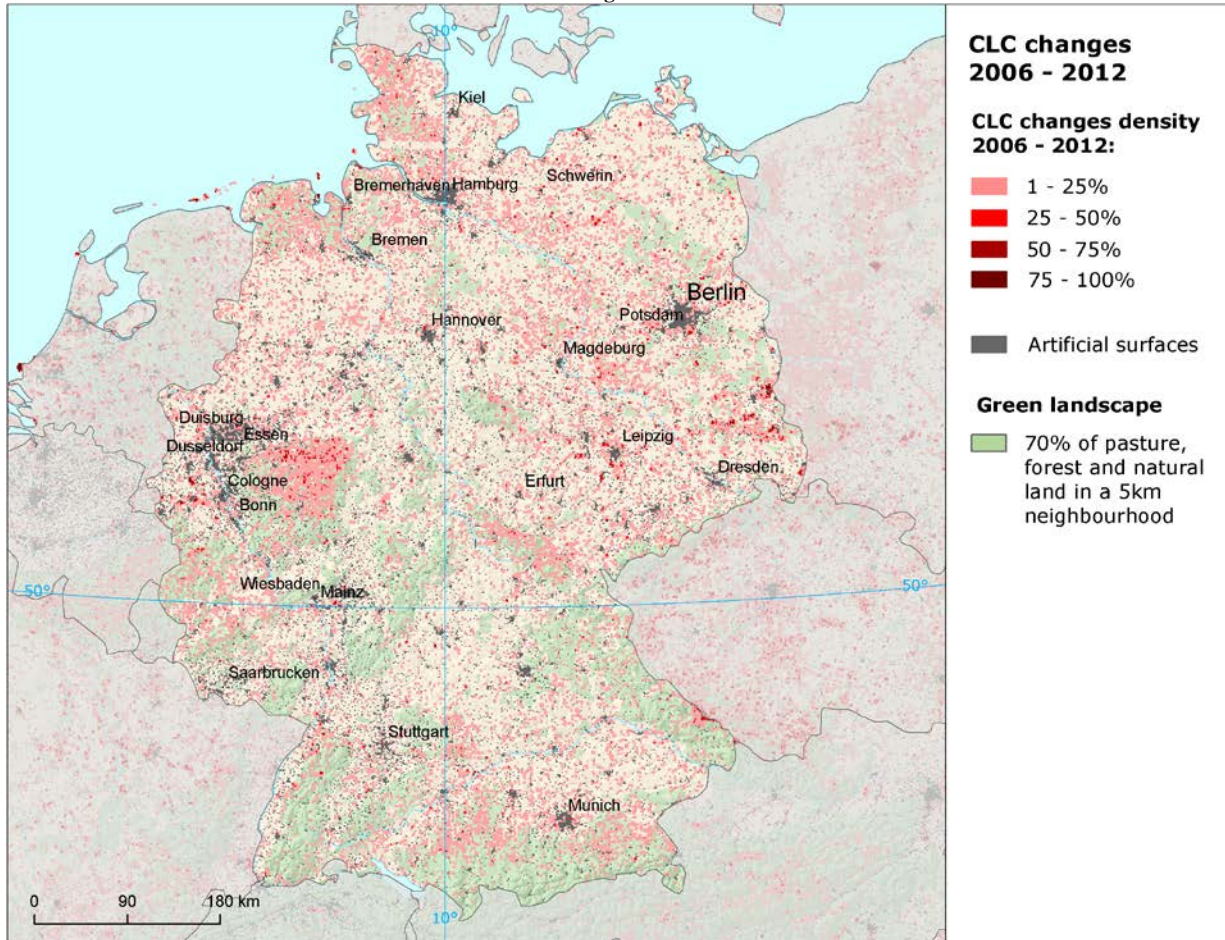 10°
Kiel
Schwerin
Bremerhaven
Hamburg
Bremen
Berlin
Potsdam
Hannover
Magdeburg
Duisburg
Essen
Dusseldorf
Leipzig
Dresden
Cologne
Erfurt
Bonn
Wiesbaden
Mainz
50°
50°
Saarbrucken
Stuttgart
Munich
0 90 180 km
10°
CLC changes
2006 - 2012
CLC changes density
2006 - 2012:
1 - 25%
25 - 50%
50 - 75%
75 - 100%
Artificial surfaces
Green landscape
70% of pasture,
forest and natural
land in a 5km
neighbourhood